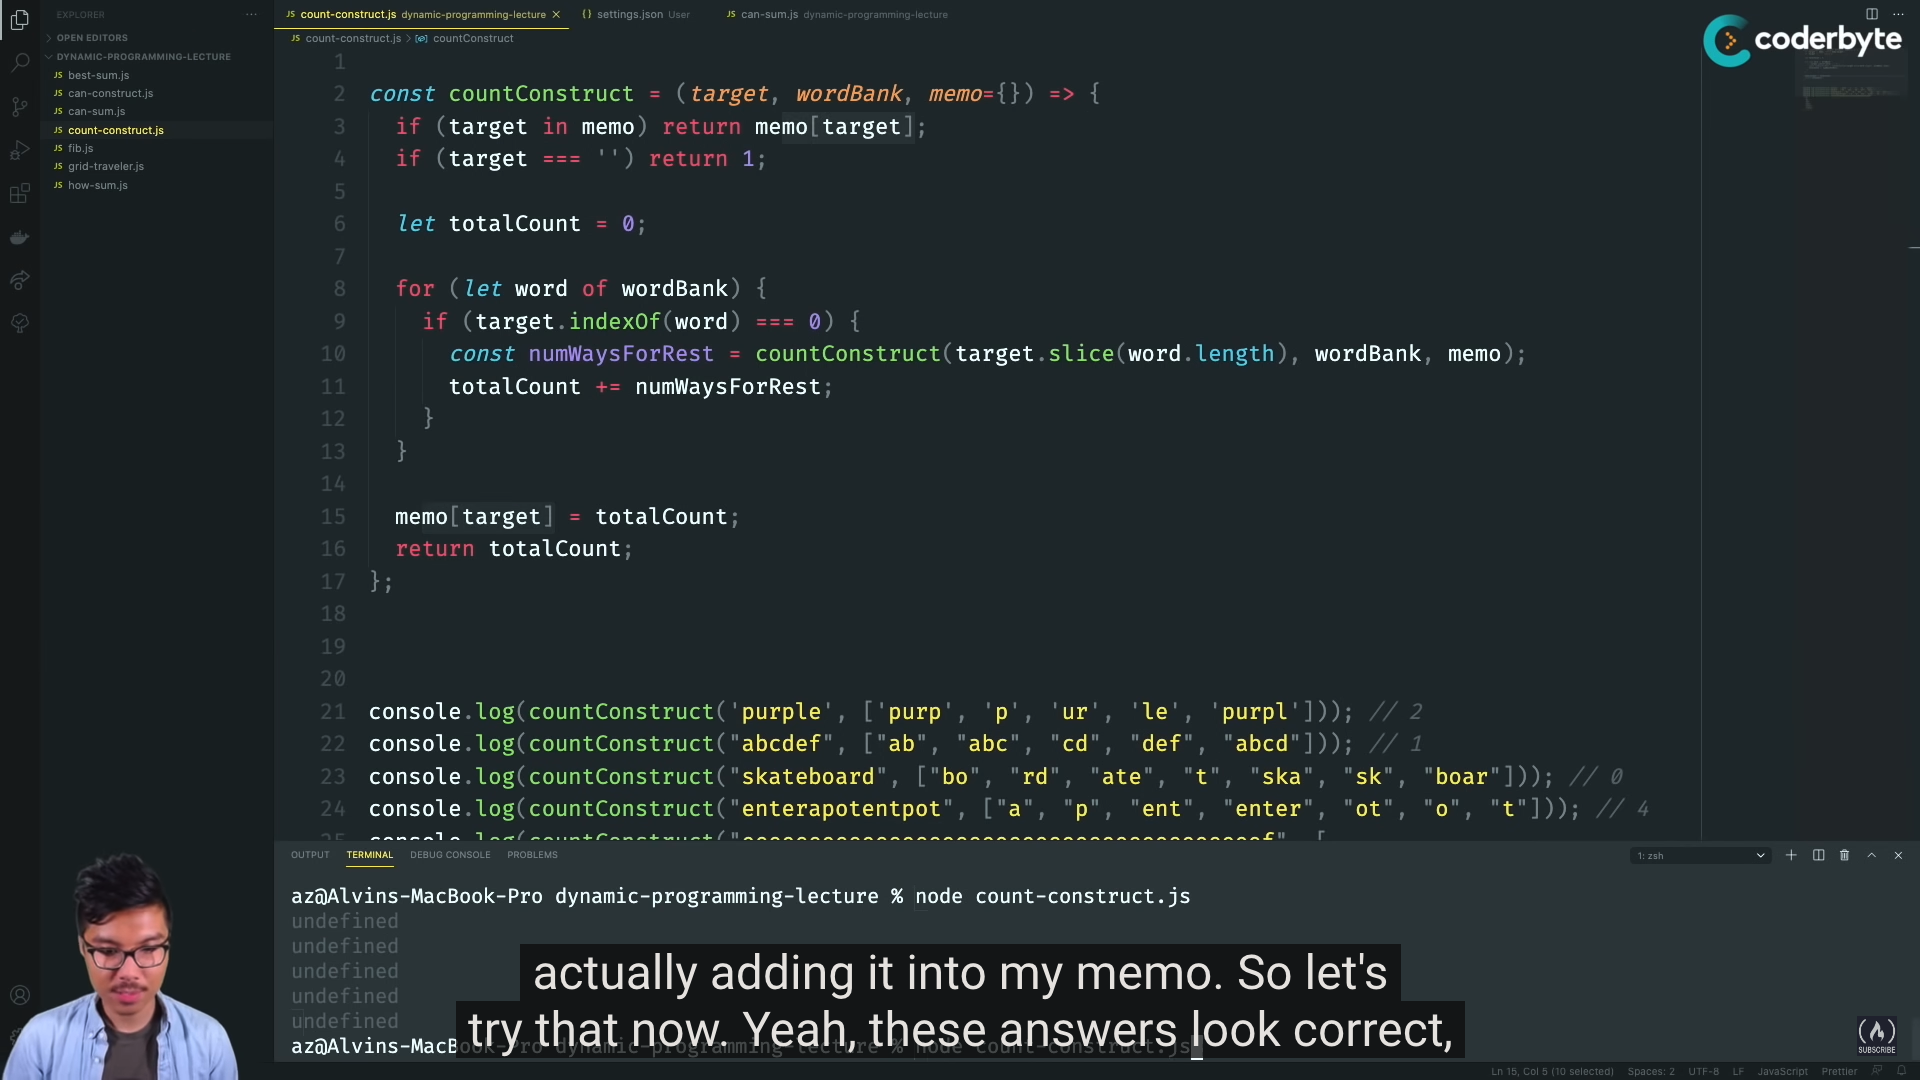 EXPLORER
OPEN EDITORS
DYNAMIC-PROGRAMMING-LECTURE
JS best-sum.js
JS can-construct.js
JS can-sum.js
JS count-construct.js
JS fib.js
JS grid-traveler.js
JS how-sum.js
JS count-construct.js dynamic-programming-lecture
{} settings.json User
JS can-sum.js dynamic-programming-lecture
JS count-construct.js > countConstruct
coderbyte
1
2 const countConstruct = (target, wordBank, memo={}) => {
3 if (target in memo) return memo[target];
4 if (target === '') return 1;
5
6 let totalCount = 0;
7
8 for (let word of wordBank) {
9 if (target.indexOf(word) === 0) {
10 const numWaysForRest = countConstruct(target.slice(word.length), wordBank, memo);
11 totalCount += numWaysForRest;
12 }
13 }
14
15 memo[target] = totalCount;
16 return totalCount;
17 };
18
19
20
21 console.log(countConstruct('purple', ['purp', 'p', 'ur', 'le', 'purpl'])); // 2
22 console.log(countConstruct("abcdef", ["ab", "abc", "cd", "def", "abcd"])); // 1
23 console.log(countConstruct("skateboard", ["bo", "rd", "ate", "t", "ska", "sk", "boar"])); // 0
24 console.log(countConstruct("enterapotentpot", ["a", "p", "ent", "enter", "ot", "o", "t"])); // 4
OUTPUT TERMINAL DEBUG CONSOLE PROBLEMS
1: zsh
az@Alvins-MacBook-Pro dynamic-programming-lecture % node count-construct.js
undefined
undefined
undefined
undefined
undefined
az@Alvins-MacBook-Pro dynamic-programming-lecture % node count-construct.js
actually adding it into my memo. So let's
try that now. Yeah, these answers look correct,
SUBSCRIBE
Ln 15, Col 5 (10 selected) Spaces: 2 UTF-8 LF JavaScript Prettier